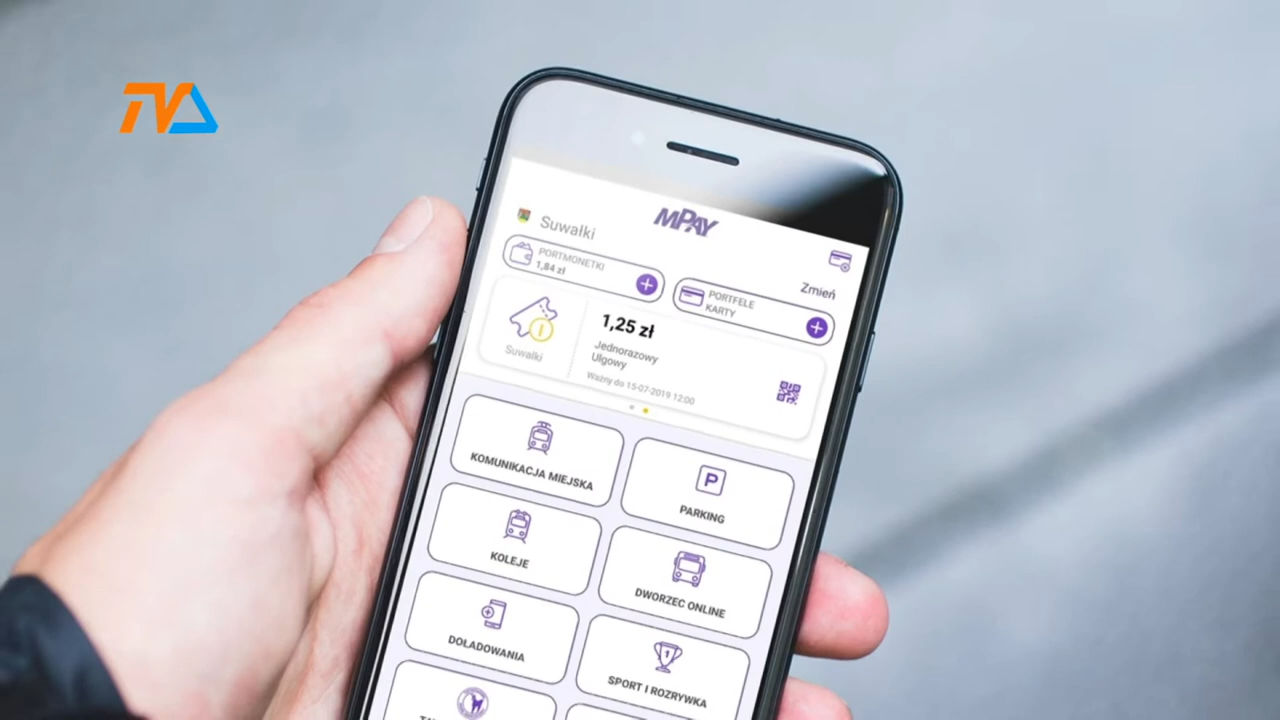 TVA
MPAY
Suwałki
PORTMONETKI
1,84 zł
Zmień
PORTFELE
KARTY
1,25 zł
Jednorazowy
Ulgowy
Ważny do 15-07-2019 12:00
Suwałki
KOMUNIKACJA MIEJSKA
PARKING
KOLEJE
DWORZEC ONLINE
DOŁADOWANIA
SPORT I ROZRYWKA